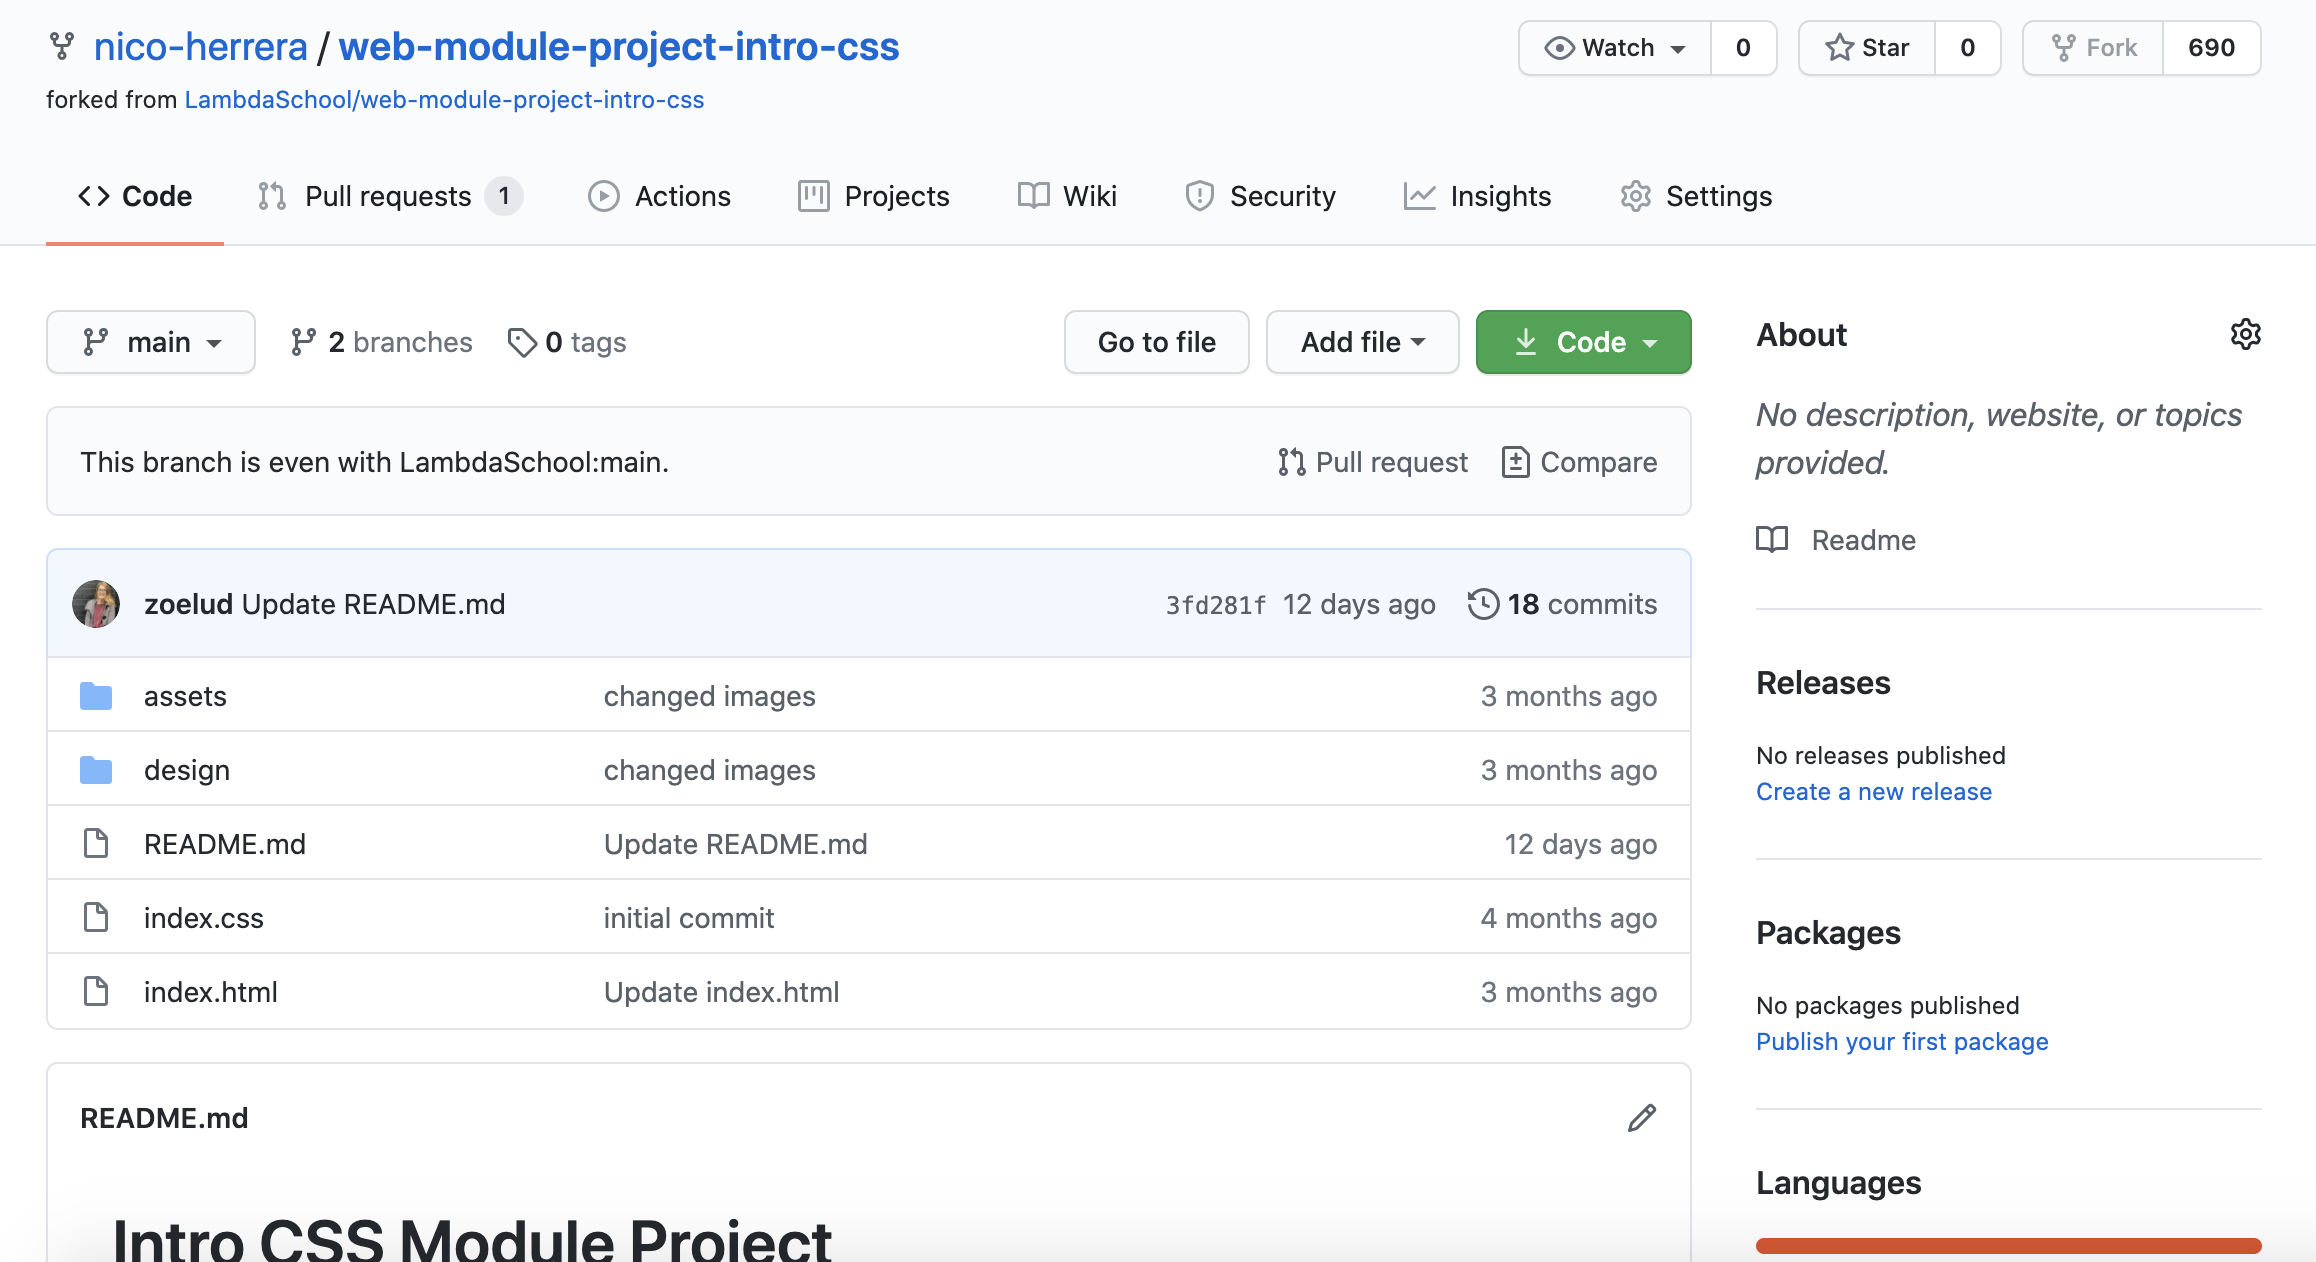 nico-herrera / web-module-project-intro-css
Watch 0 Star 0 Fork 690
forked from LambdaSchool/web-module-project-intro-css
Code Pull requests 1 Actions Projects Wiki Security Insights Settings
main 2 branches 0 tags Go to file Add file Code
This branch is even with LambdaSchool:main. Pull request Compare
zoelud Update README.md 3fd281f 12 days ago 18 commits
assets changed images 3 months ago
design changed images 3 months ago
README.md Update README.md 12 days ago
index.css initial commit 4 months ago
index.html Update index.html 3 months ago
README.md
Intro CSS Module Project
About
No description, website, or topics
provided.
Readme
Releases
No releases published
Create a new release
Packages
No packages published
Publish your first package
Languages